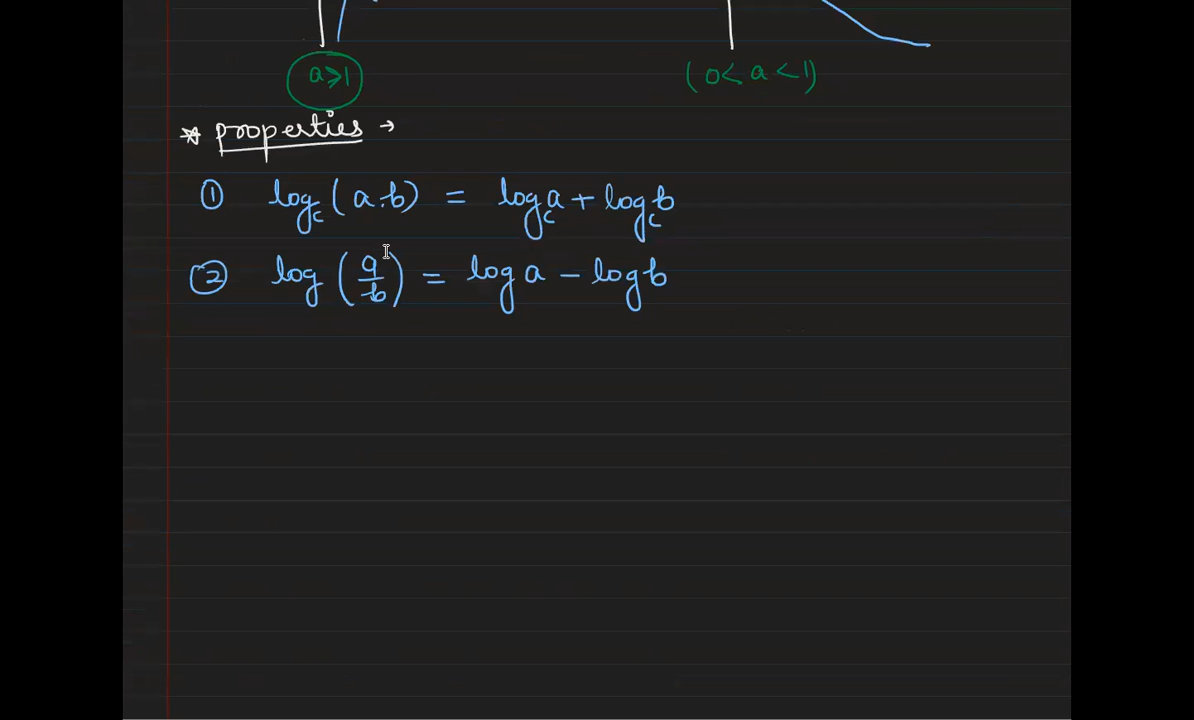 a⩾1 (0< a <1)
* properties →
① log_c (a.b) = log_c a + log_c b
② log (a/b) = log a − log b